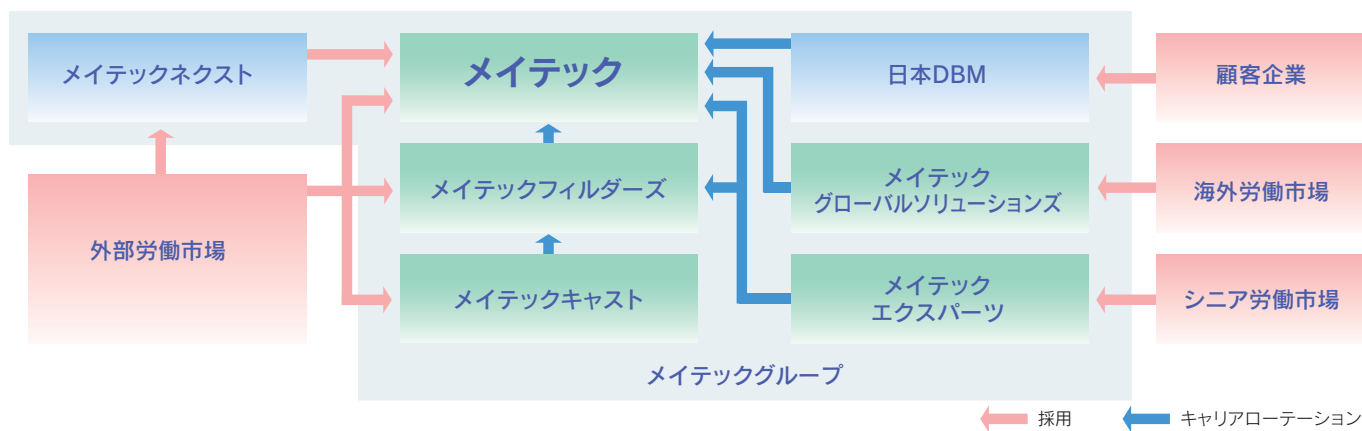 メイテックネクスト
メイテック
日本DBM
顧客企業
外部労働市場
メイテックフィルダーズ
メイテック
グローバルソリューションズ
海外労働市場
メイテックキャスト
メイテック
エクスパーツ
シニア労働市場
メイテックグループ
採用
キャリアローテーション